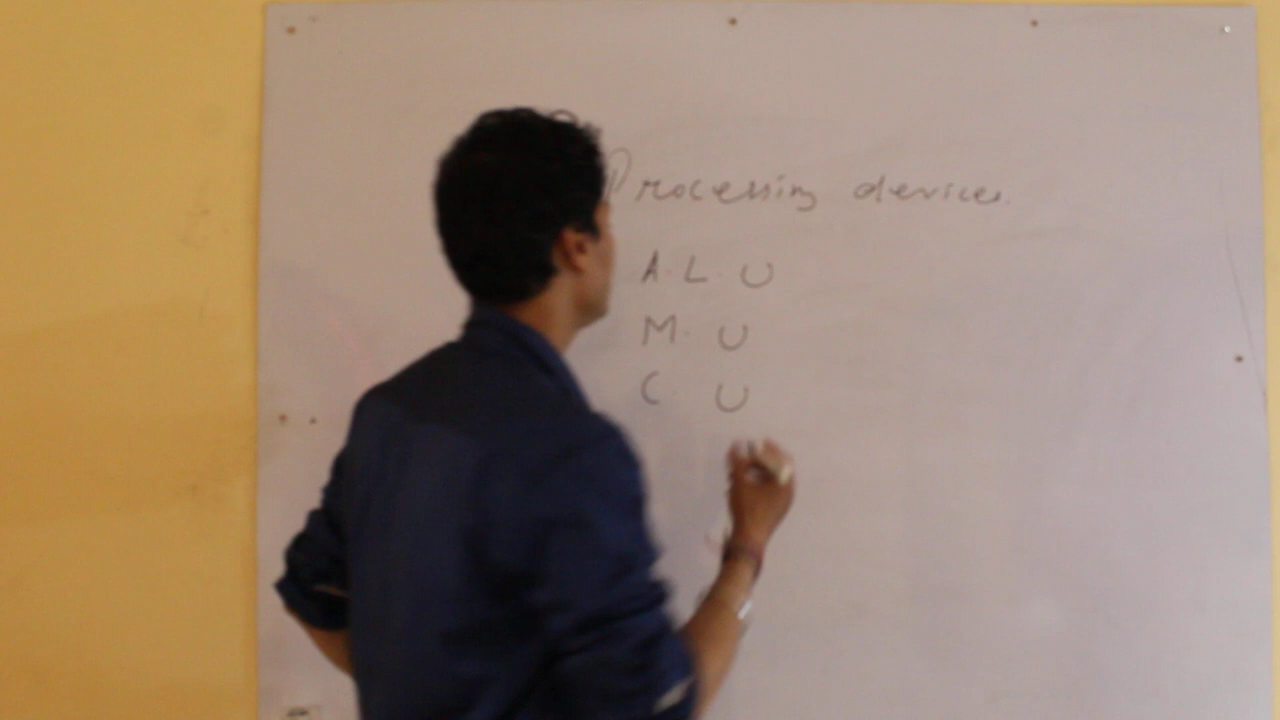 Processing devices.
A. L. U
M. U
C. U